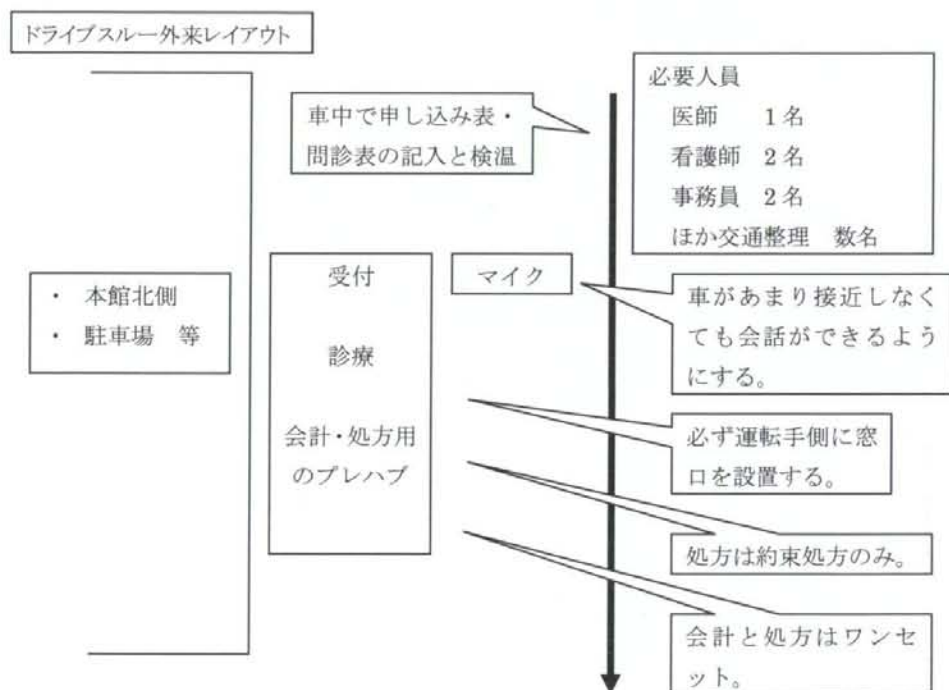 ドライブスルー外来レイアウト
車中で申し込み表・
問診表の記入と検温
必要人員
医師 1名
看護師 2名
事務員 2名
ほか交通整理 数名
・ 本館北側
・ 駐車場 等
受付
診療
会計・処方用
のプレハブ
マイク
車があまり接近しなく
ても会話ができるよう
にする。
必ず運転手側に窓
口を設置する。
処方は約束処方のみ。
会計と処方はワンセ
ット。